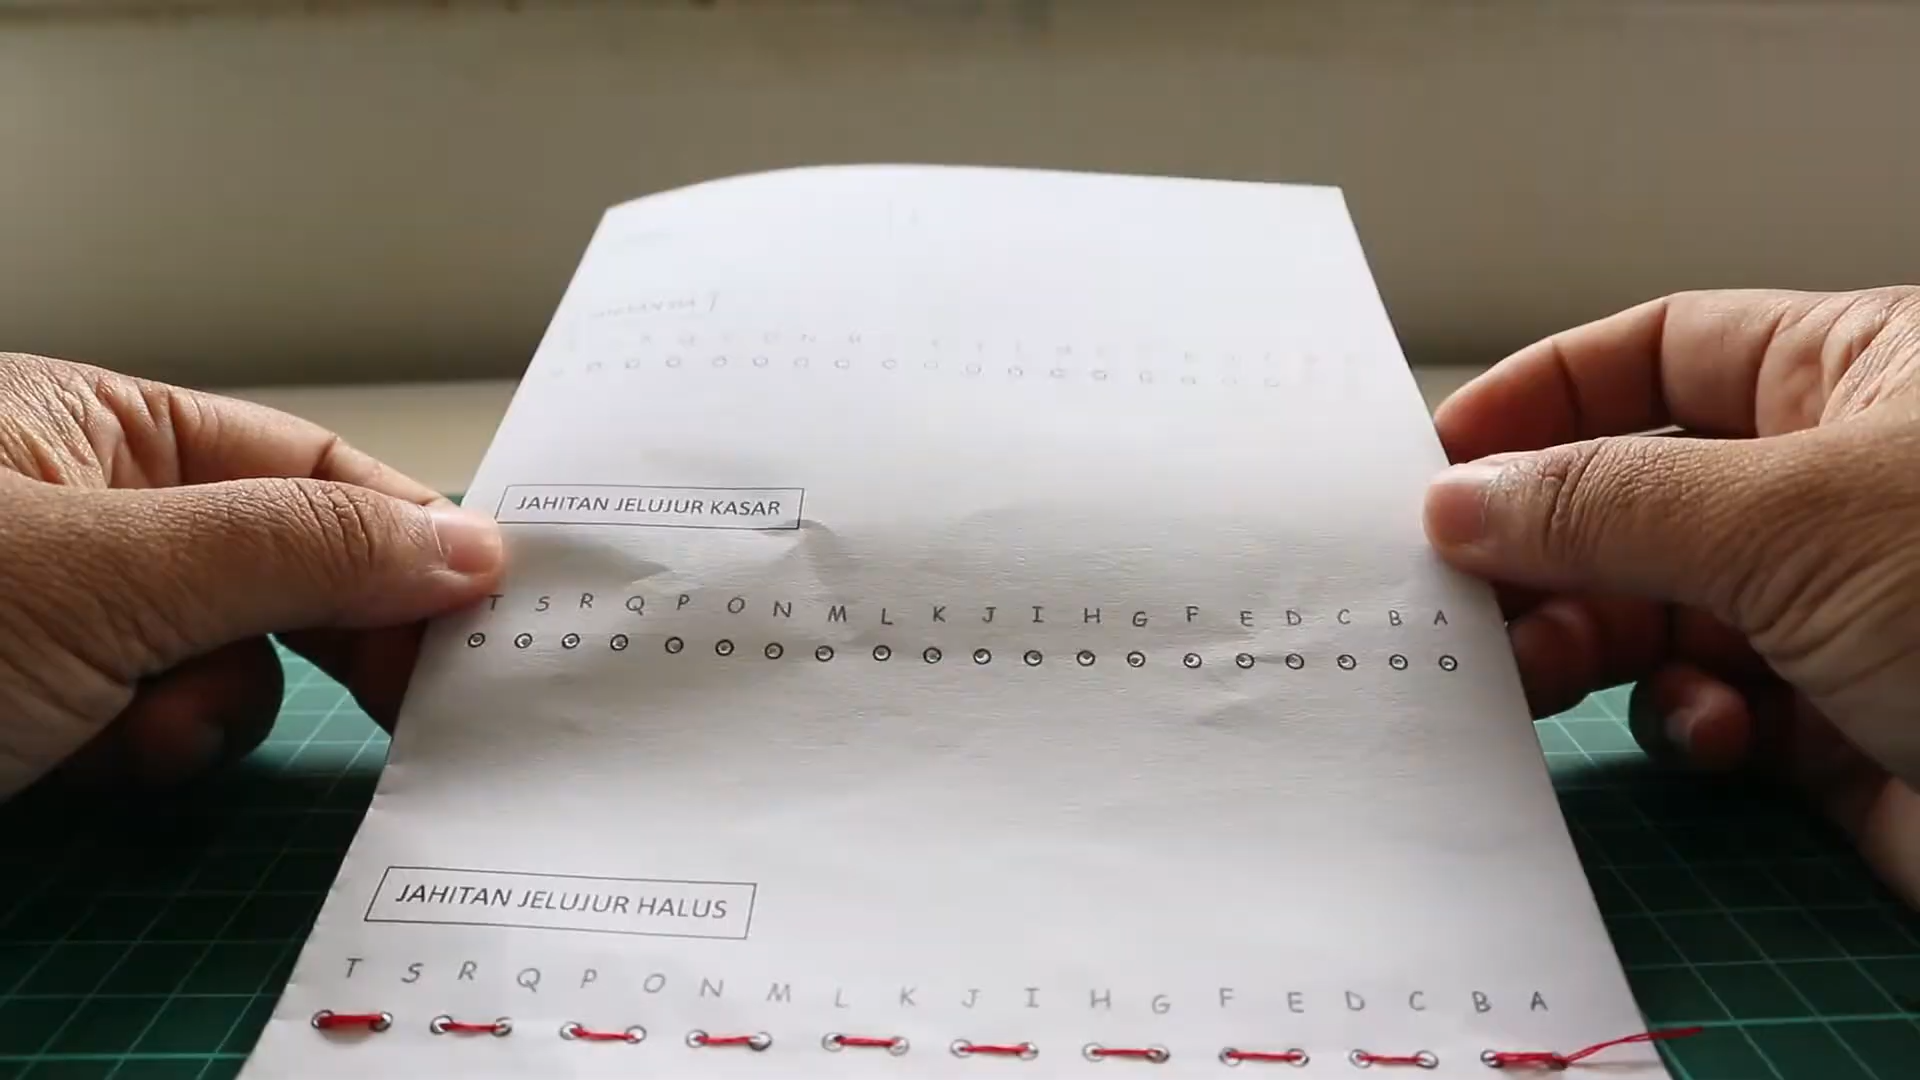 JAHITAN JELUJUR KASAR
T S R Q P O N M L K J I H G F E D C B A
JAHITAN JELUJUR HALUS
T S R Q P O N M L K J I H G F E D C B A